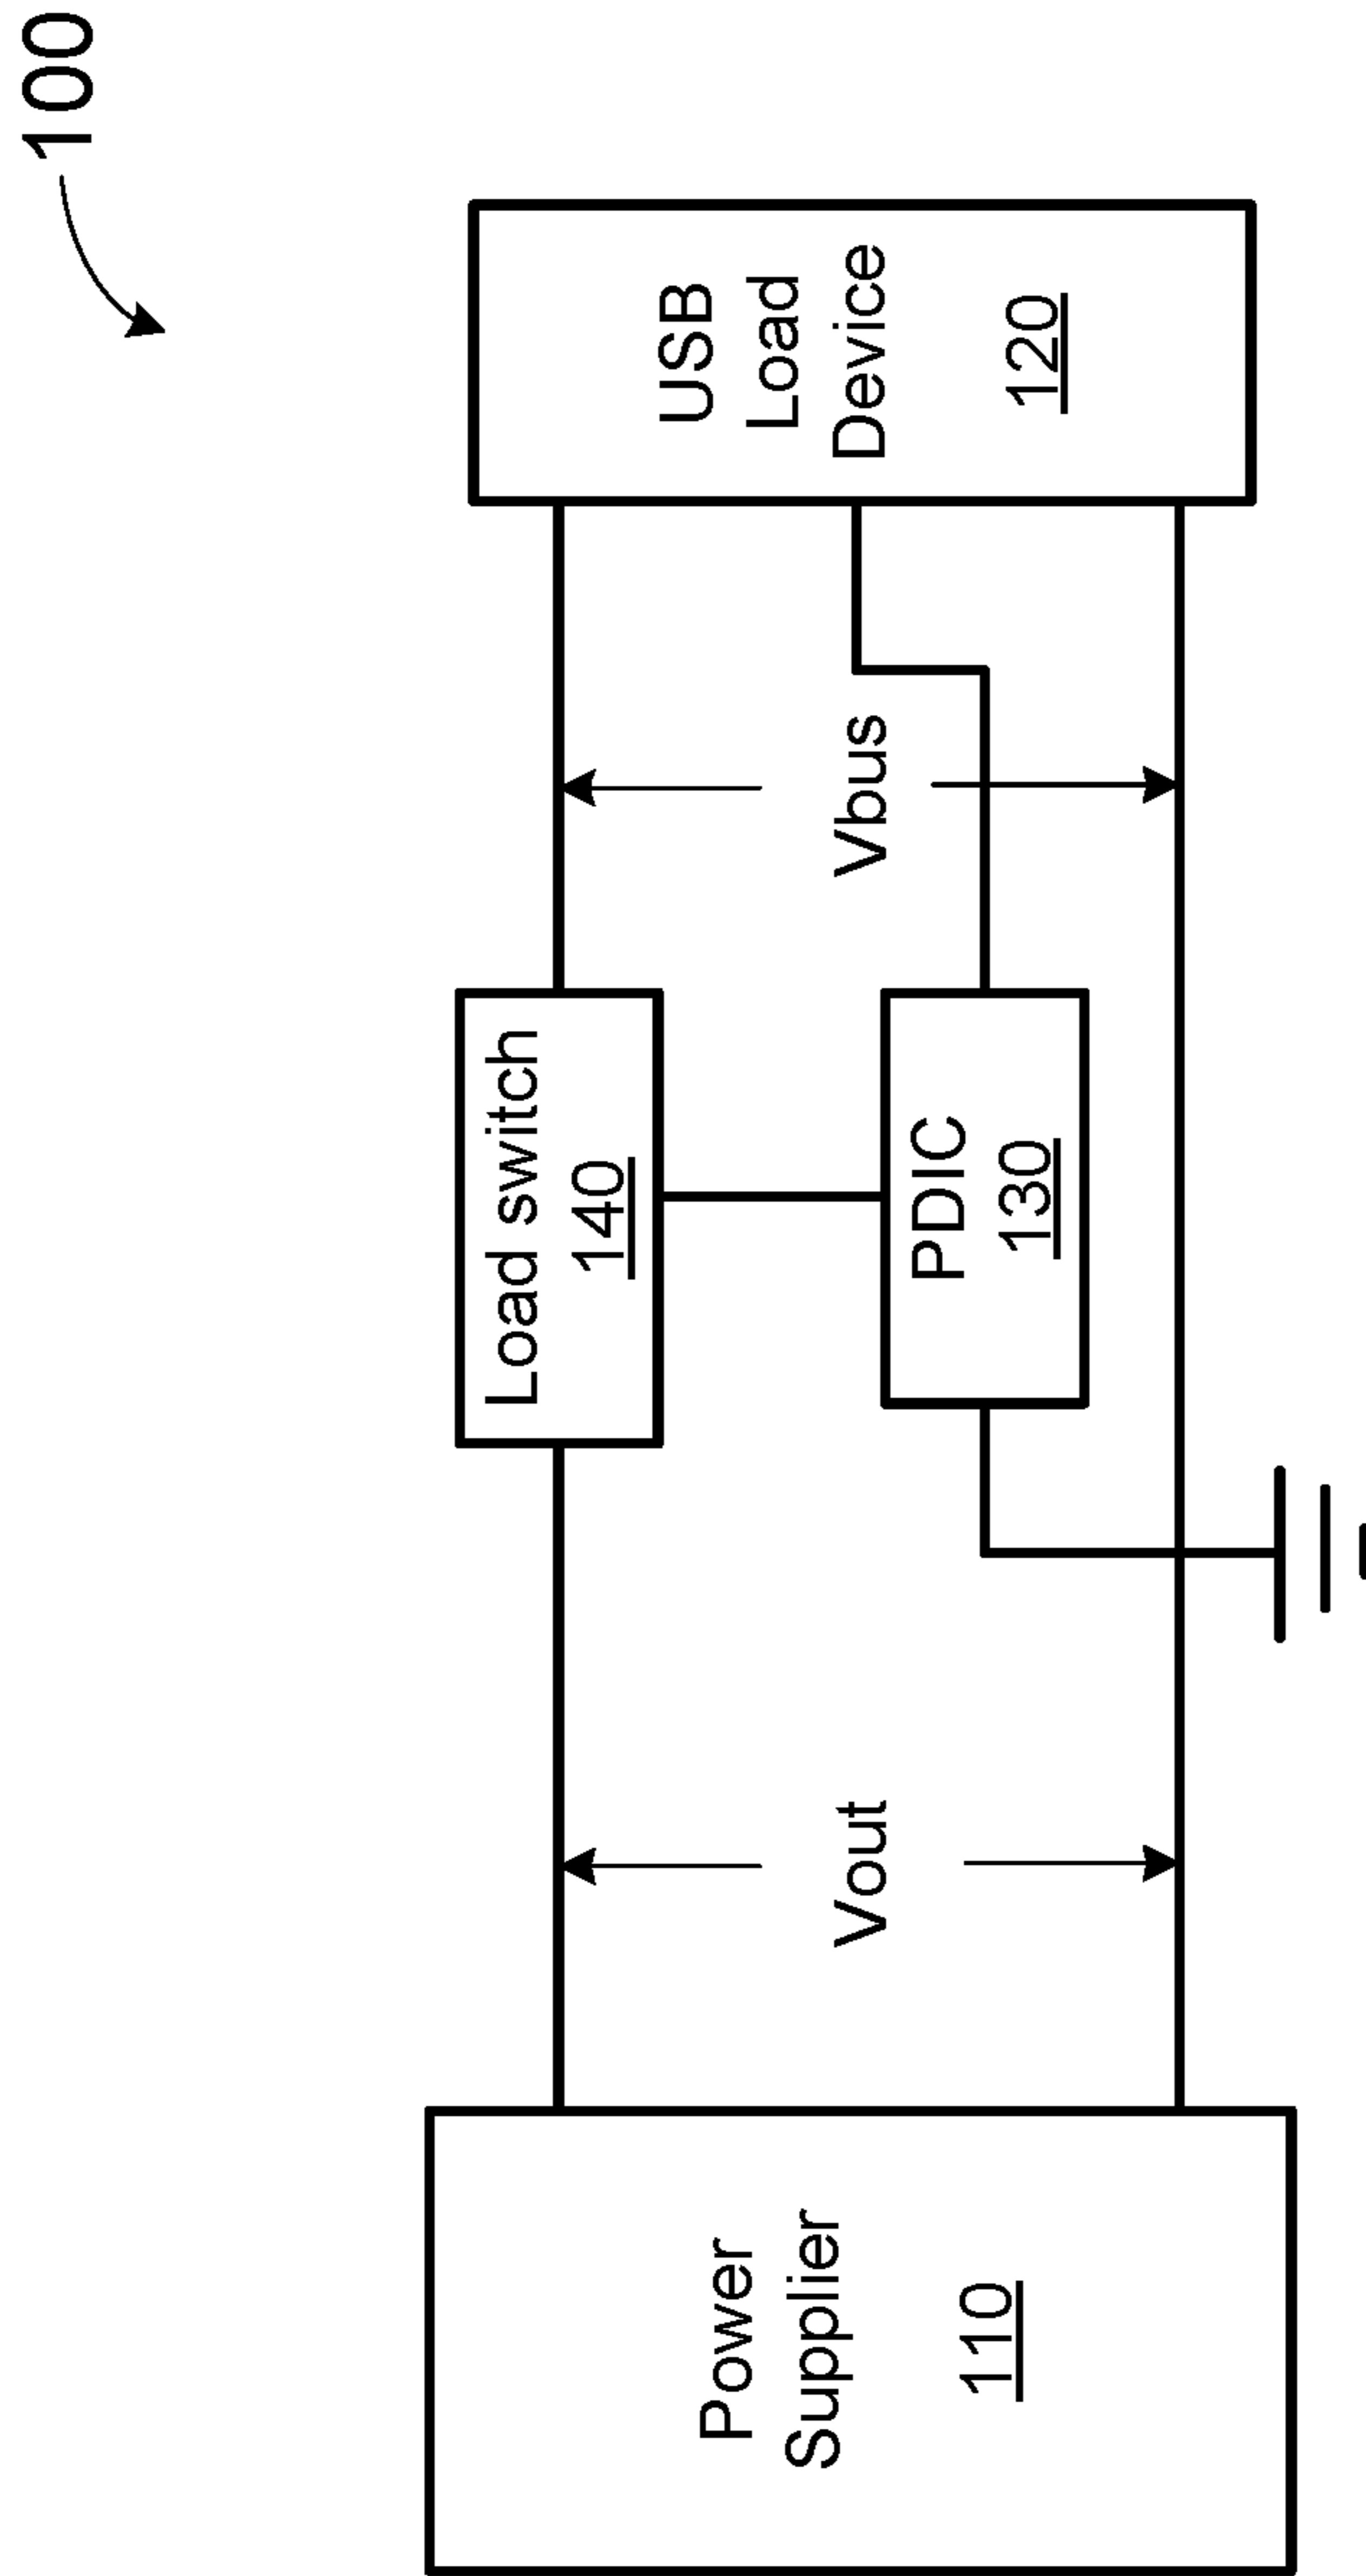 100
Power
Supplier
110
Vout
Load switch
140
PDIC
130
Vbus
USB
Load
Device
120